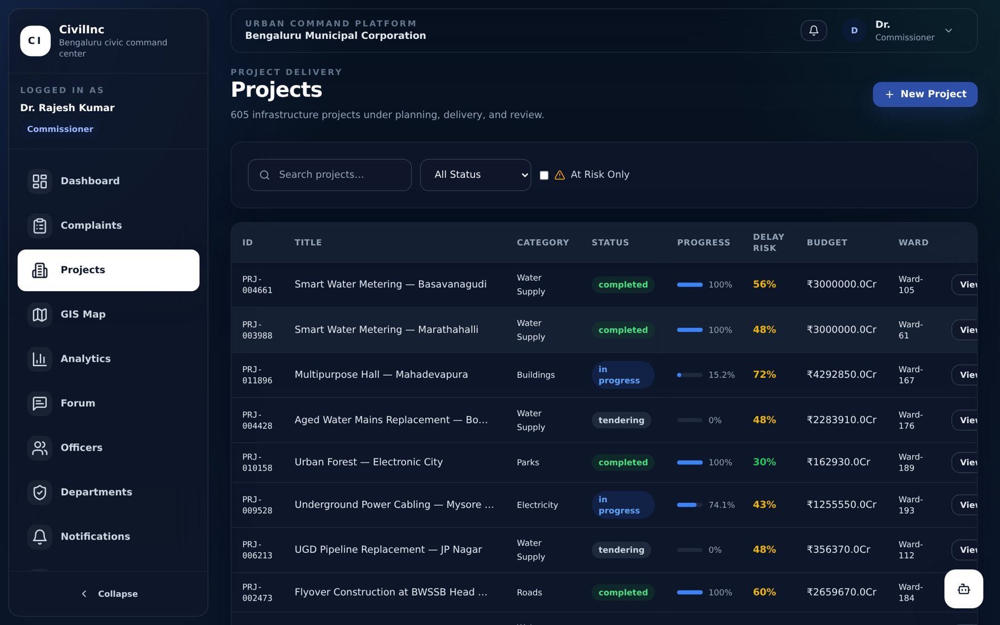 CI
CivilInc
Bengaluru civic command
center
LOGGED IN AS
Dr. Rajesh Kumar
Commissioner
Dashboard
Complaints
Projects
GIS Map
Analytics
Forum
Officers
Departments
Notifications
Collapse
URBAN COMMAND PLATFORM
Bengaluru Municipal Corporation
D
Dr.
Commissioner
PROJECT DELIVERY
Projects
605 infrastructure projects under planning, delivery, and review.
+ New Project
Search projects...
All Status
At Risk Only
ID TITLE CATEGORY STATUS PROGRESS DELAY RISK BUDGET WARD
PRJ-004661 Smart Water Metering — Basavanagudi Water Supply completed 100% 56% ₹3000000.0Cr Ward-105 View
PRJ-003988 Smart Water Metering — Marathahalli Water Supply completed 100% 48% ₹3000000.0Cr Ward-61 View
PRJ-011896 Multipurpose Hall — Mahadevapura Buildings in progress 15.2% 72% ₹4292850.0Cr Ward-167 View
PRJ-004428 Aged Water Mains Replacement — Bo... Water Supply tendering 0% 48% ₹2283910.0Cr Ward-176 View
PRJ-010158 Urban Forest — Electronic City Parks completed 100% 30% ₹162930.0Cr Ward-189 View
PRJ-009528 Underground Power Cabling — Mysore ... Electricity in progress 74.1% 43% ₹1255550.0Cr Ward-193 View
PRJ-006213 UGD Pipeline Replacement — JP Nagar Water Supply tendering 0% 48% ₹356370.0Cr Ward-112 View
PRJ-002473 Flyover Construction at BWSSB Head ... Roads completed 100% 60% ₹2659670.0Cr Ward-184